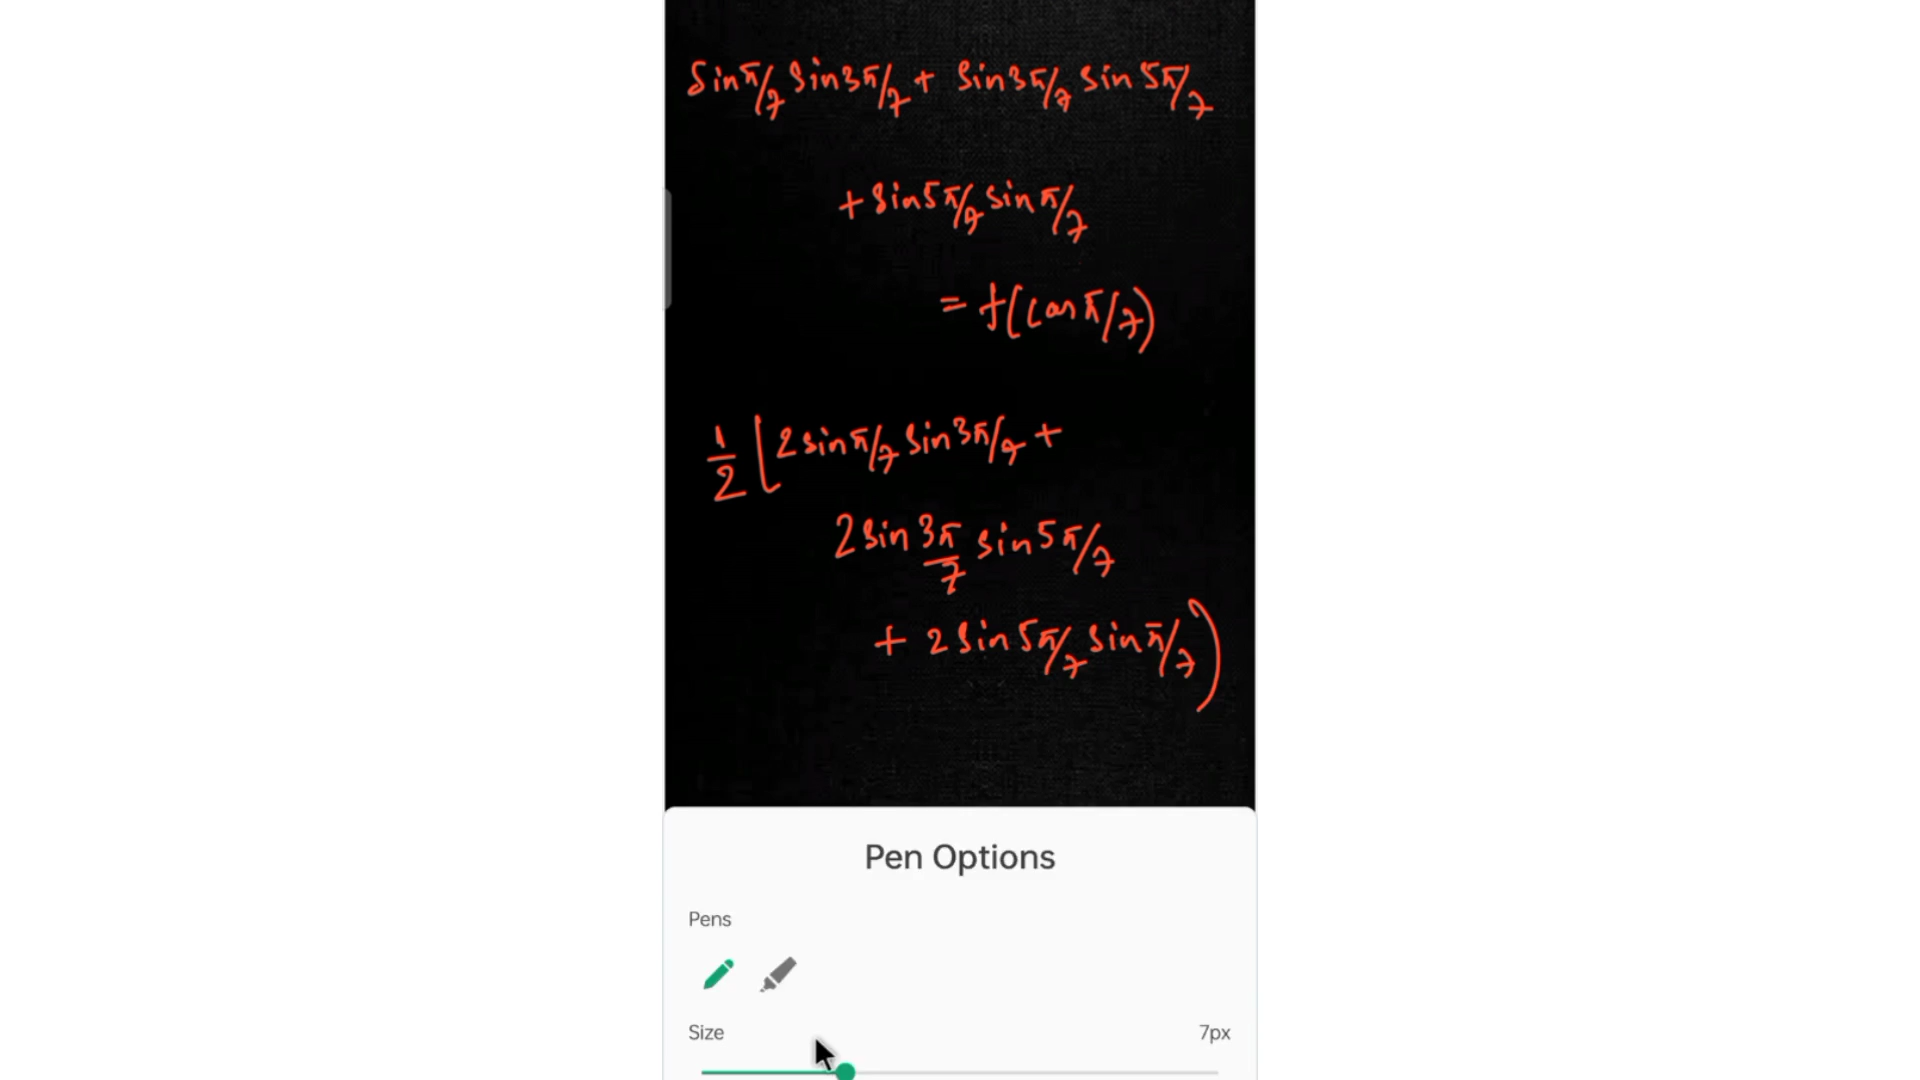 sin π/7 sin 3π/7 + sin 3π/7 sin 5π/7
+ sin 5π/7 sin π/7
= f(cos π/7)
1/2 [2 sin π/7 sin 3π/7 +
2 sin 3π/7 sin 5π/7
+ 2 sin 5π/7 sin π/7)
Pen Options
Pens
Size 7px